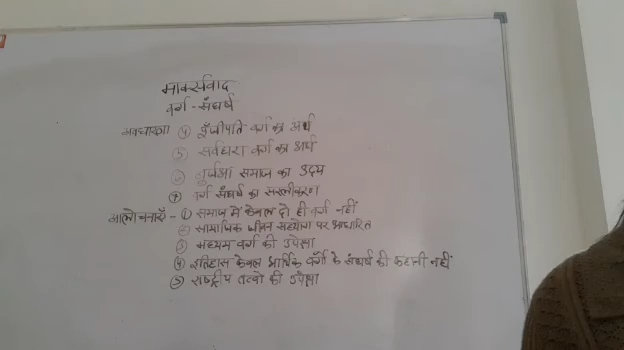 मार्क्सवाद
वर्ग - संघर्ष
अवधारणा ④ पूँजीपति वर्ग का अर्थ
⑤ सर्वहारा वर्ग का अर्थ
⑥ बुर्जुआ समाज का उदय
⑦ वर्ग संघर्ष का सरलीकरण
आलोचनाएँ - ① समाज में केवल दो ही वर्ग नहीं
② सामाजिक जीवन सहयोग पर आधारित
③ मध्यम वर्ग की उपेक्षा
④ इतिहास केवल आर्थिक वर्गों के संघर्ष की कहानी नहीं
⑤ राष्ट्रीय तत्वों की उपेक्षा